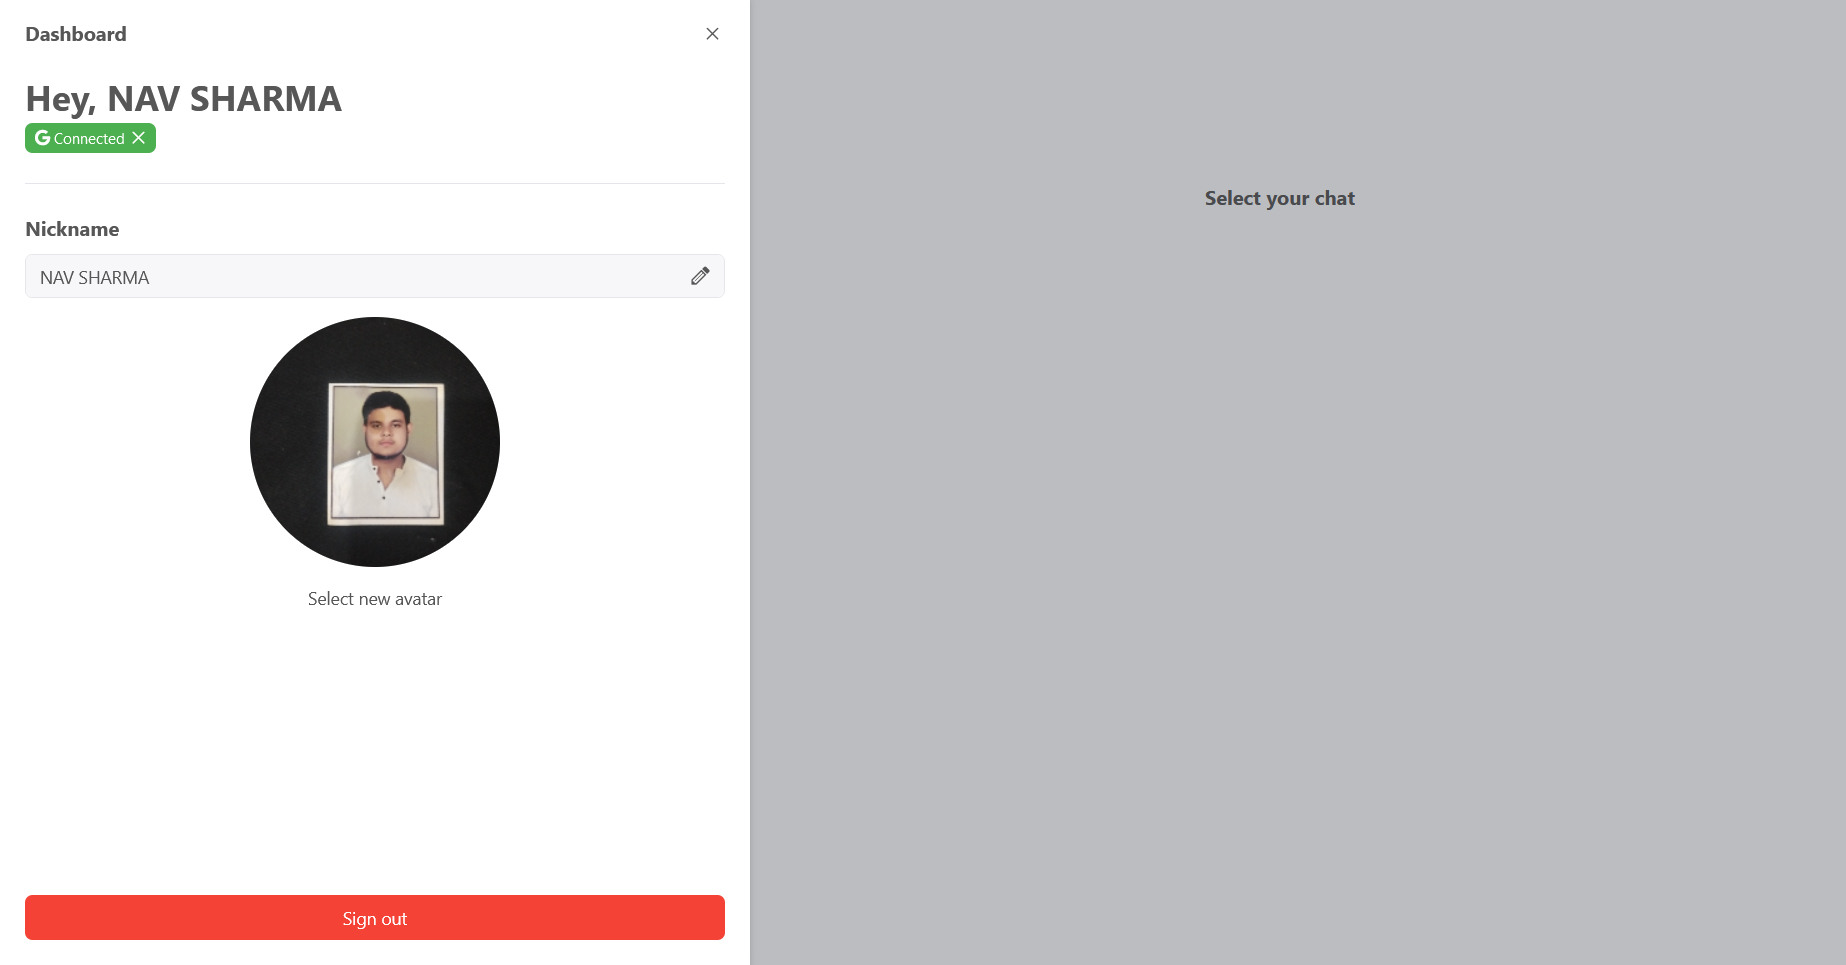 Dashboard
Hey, NAV SHARMA
Connected
Nickname
NAV SHARMA
Select new avatar
Sign out
Select your chat